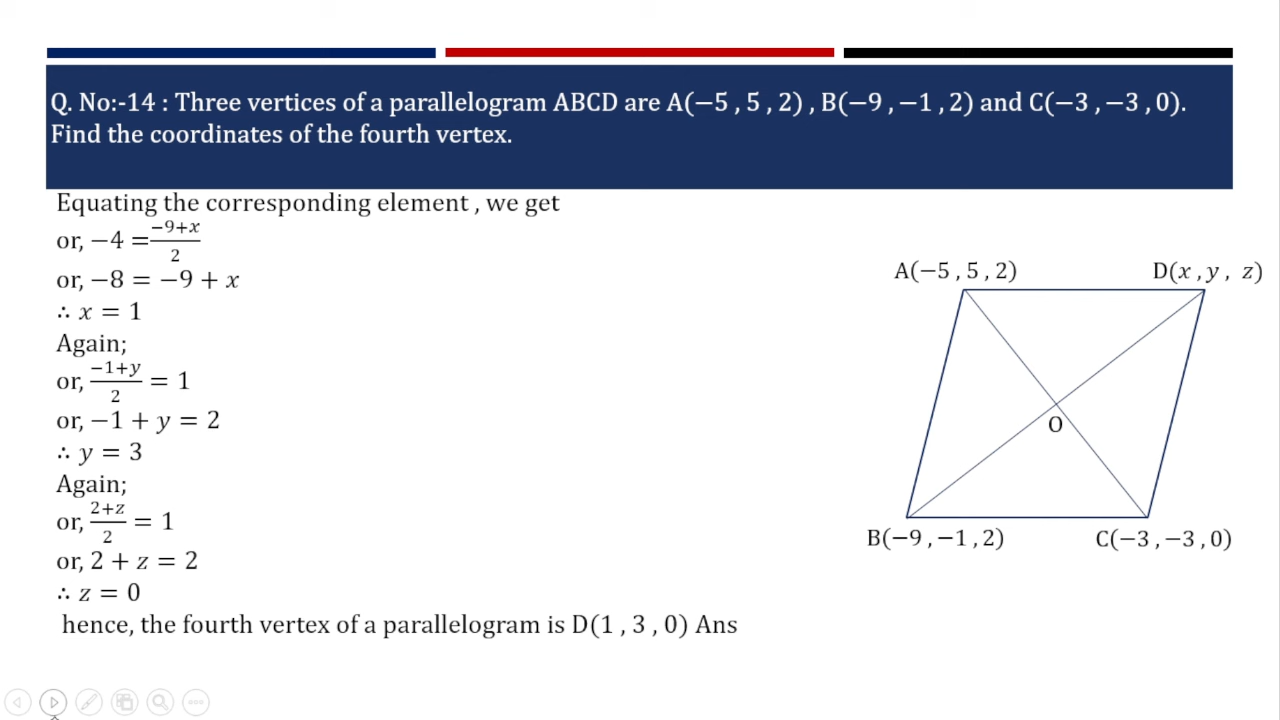 Q. No:-14 : Three vertices of a parallelogram ABCD are A(−5 , 5 , 2) , B(−9 , −1 , 2) and C(−3 , −3 , 0).
Find the coordinates of the fourth vertex.
Equating the corresponding element , we get
or, −4 = (−9+x)/2
or, −8 = −9 + x
∴ x = 1
Again;
or, (−1+y)/2 = 1
or, −1 + y = 2
∴ y = 3
Again;
or, (2+z)/2 = 1
or, 2 + z = 2
∴ z = 0
hence, the fourth vertex of a parallelogram is D(1 , 3 , 0) Ans
A(−5 , 5 , 2)
D(x , y , z)
O
B(−9 , −1 , 2)
C(−3 , −3 , 0)